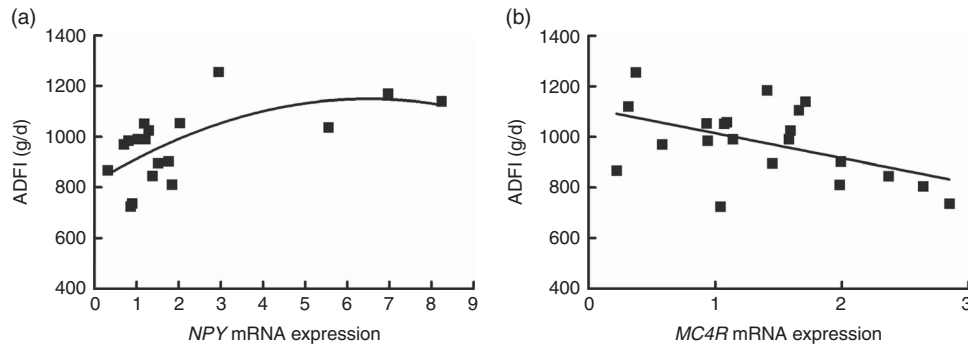 (a)
1400
1200
1000
800
600
400
ADFI (g/d)
0 1 2 3 4 5 6 7 8 9
NPY mRNA expression
(b)
1400
1200
1000
800
600
400
ADFI (g/d)
0 1 2 3
MC4R mRNA expression